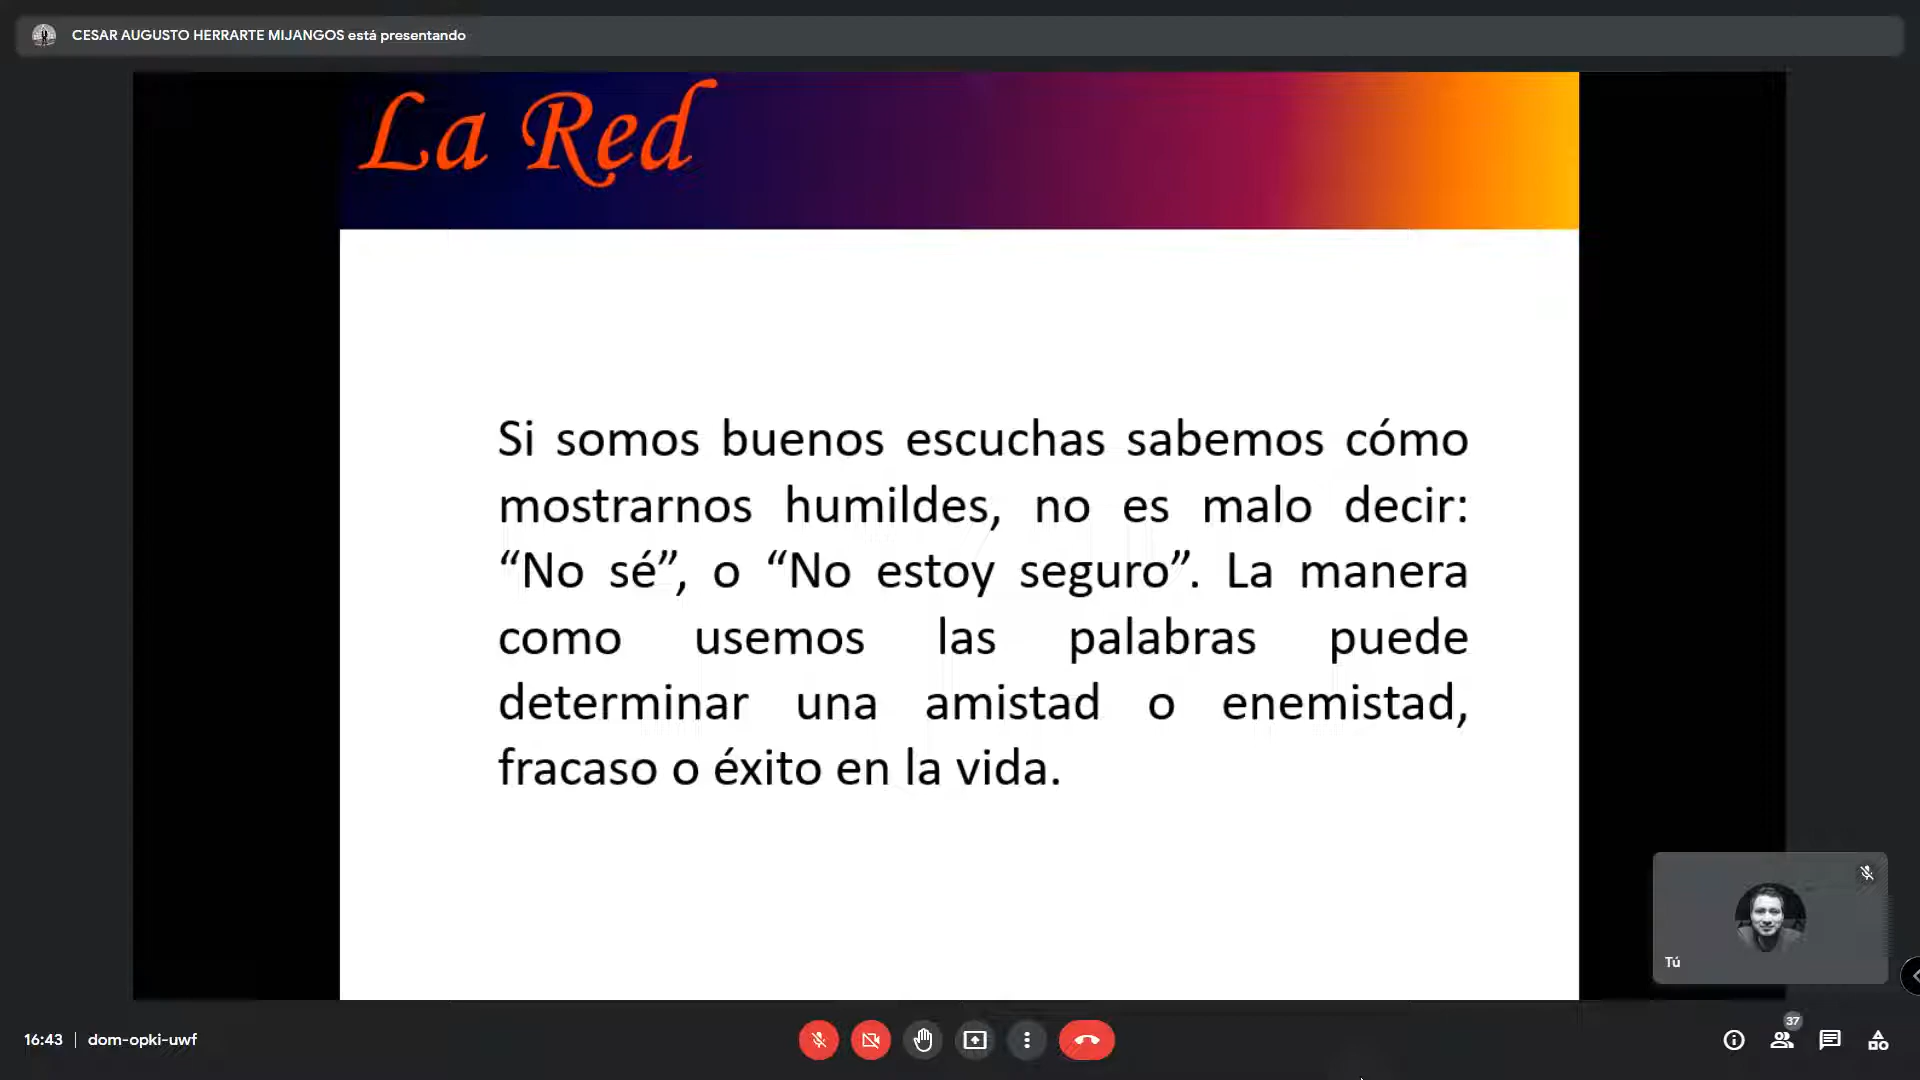 CESAR AUGUSTO HERRARTE MIJANGOS está presentando
La Red
Si somos buenos escuchas sabemos cómo
mostrarnos humildes, no es malo decir:
“No sé”, o “No estoy seguro”. La manera
como usemos las palabras puede
determinar una amistad o enemistad,
fracaso o éxito en la vida.
Tú
16:43 | dom-opki-uwf
37